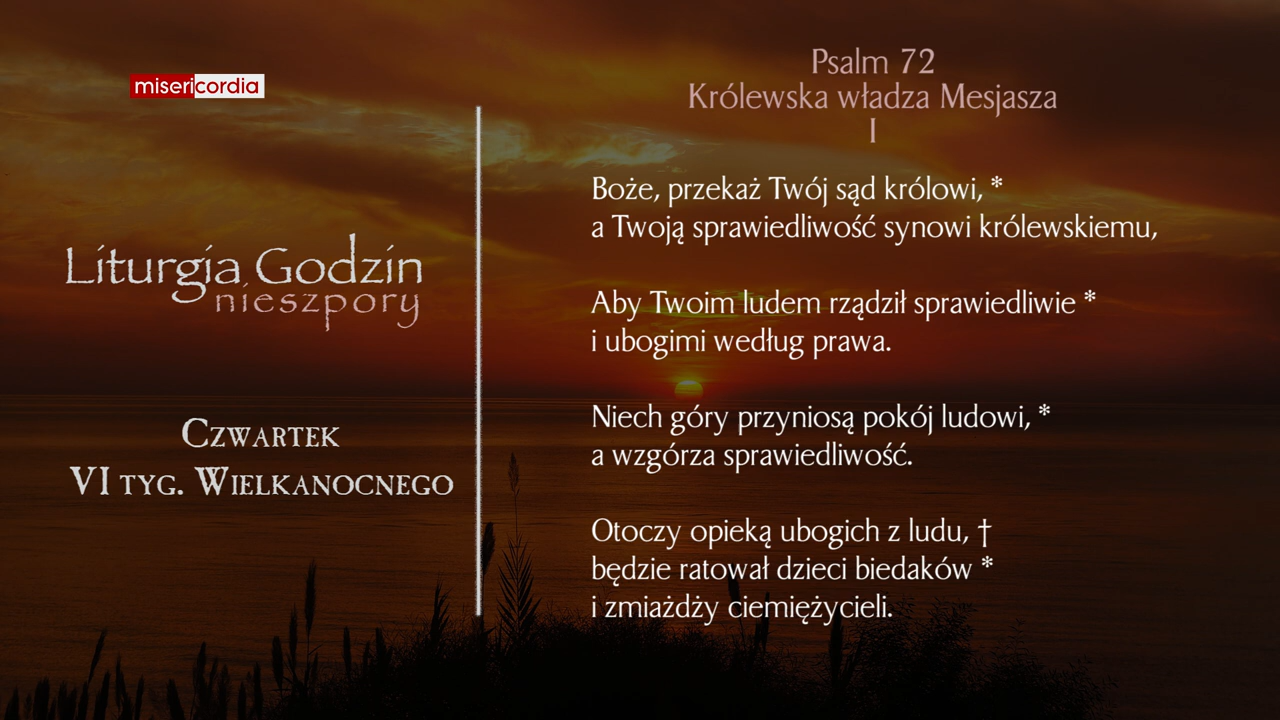 misericordia
Liturgia Godzin
nieszpory
Czwartek
VI tyg. Wielkanocnego
Psalm 72
Królewska władza Mesjasza
I
Boże, przekaż Twój sąd królowi, *
a Twoją sprawiedliwość synowi królewskiemu,
Aby Twoim ludem rządził sprawiedliwie *
i ubogimi według prawa.
Niech góry przyniosą pokój ludowi, *
a wzgórza sprawiedliwość.
Otoczy opieką ubogich z ludu, †
będzie ratował dzieci biedaków *
i zmiażdży ciemiężycieli.